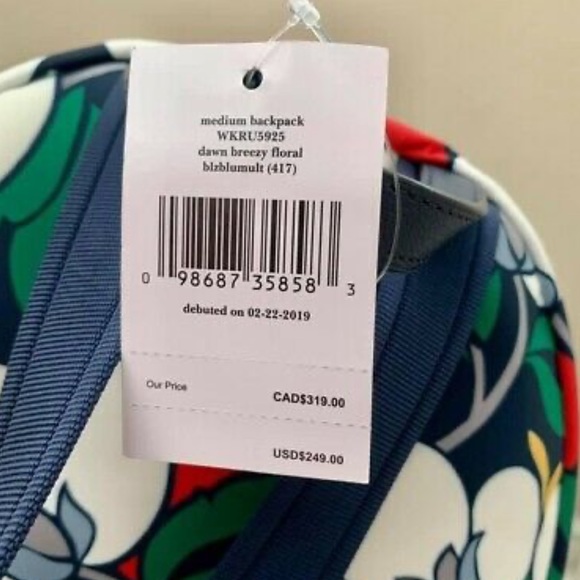 medium backpack
WKRU5925
dawn breezy floral
blzblumult (417)
0 98687 35858 3
debuted on 02-22-2019
Our Price CAD$319.00
USD$249.00